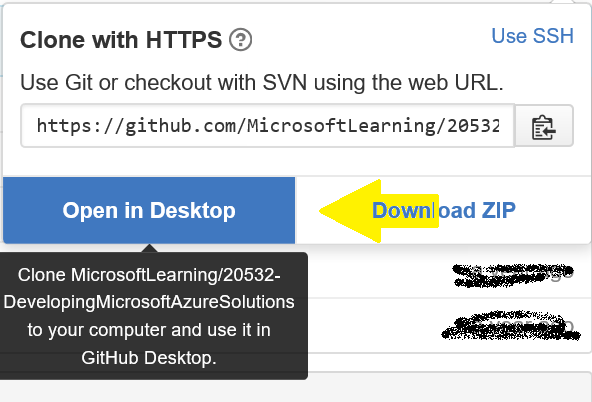 Clone with HTTPS ?
Use SSH
Use Git or checkout with SVN using the web URL.
https://github.com/MicrosoftLearning/20532
Open in Desktop
Download ZIP
Clone MicrosoftLearning/20532-
DevelopingMicrosoftAzureSolutions
to your computer and use it in
GitHub Desktop.